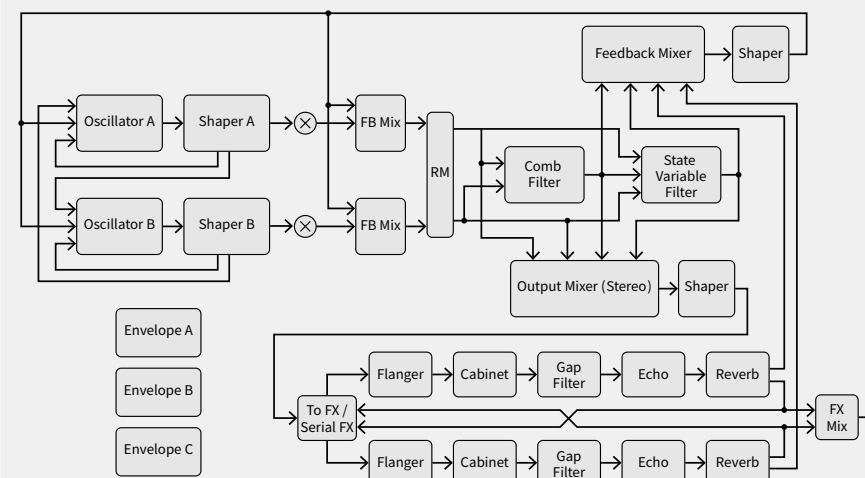 Feedback Mixer
Shaper
Oscillator A
Shaper A
FB Mix
RM
Comb
Filter
State
Variable
Filter
Oscillator B
Shaper B
FB Mix
Output Mixer (Stereo)
Shaper
Envelope A
Envelope B
Envelope C
To FX /
Serial FX
Flanger
Cabinet
Gap
Filter
Echo
Reverb
FX
Mix
Flanger
Cabinet
Gap
Filter
Echo
Reverb